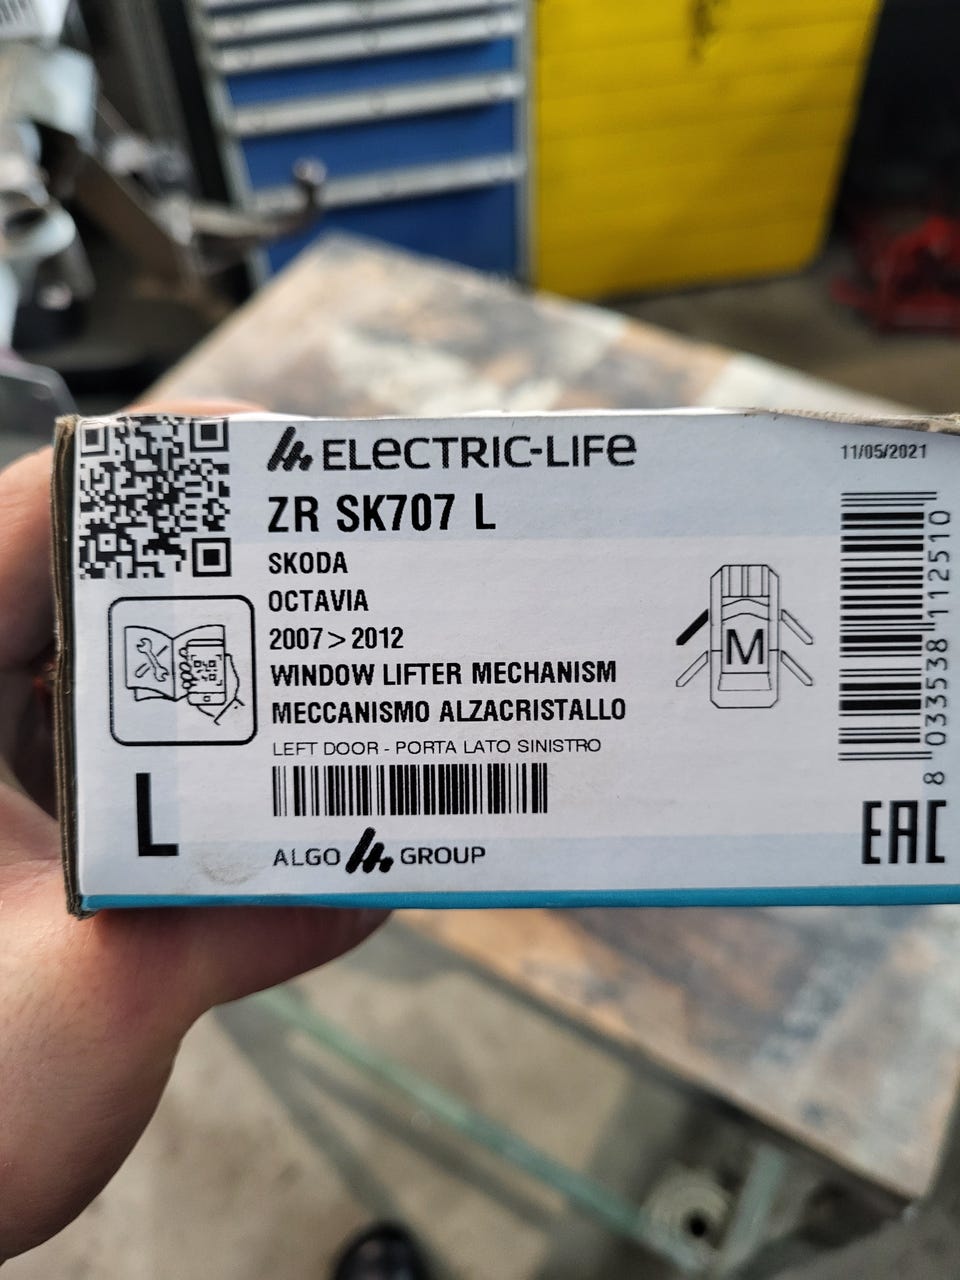 ELECTRIC-LIFE
11/05/2021
ZR SK707 L
SKODA
OCTAVIA
2007 > 2012
WINDOW LIFTER MECHANISM
MECCANISMO ALZACRISTALLO
LEFT DOOR - PORTA LATO SINISTRO
M
8 033538 112510
L
ALGO GROUP
EAC